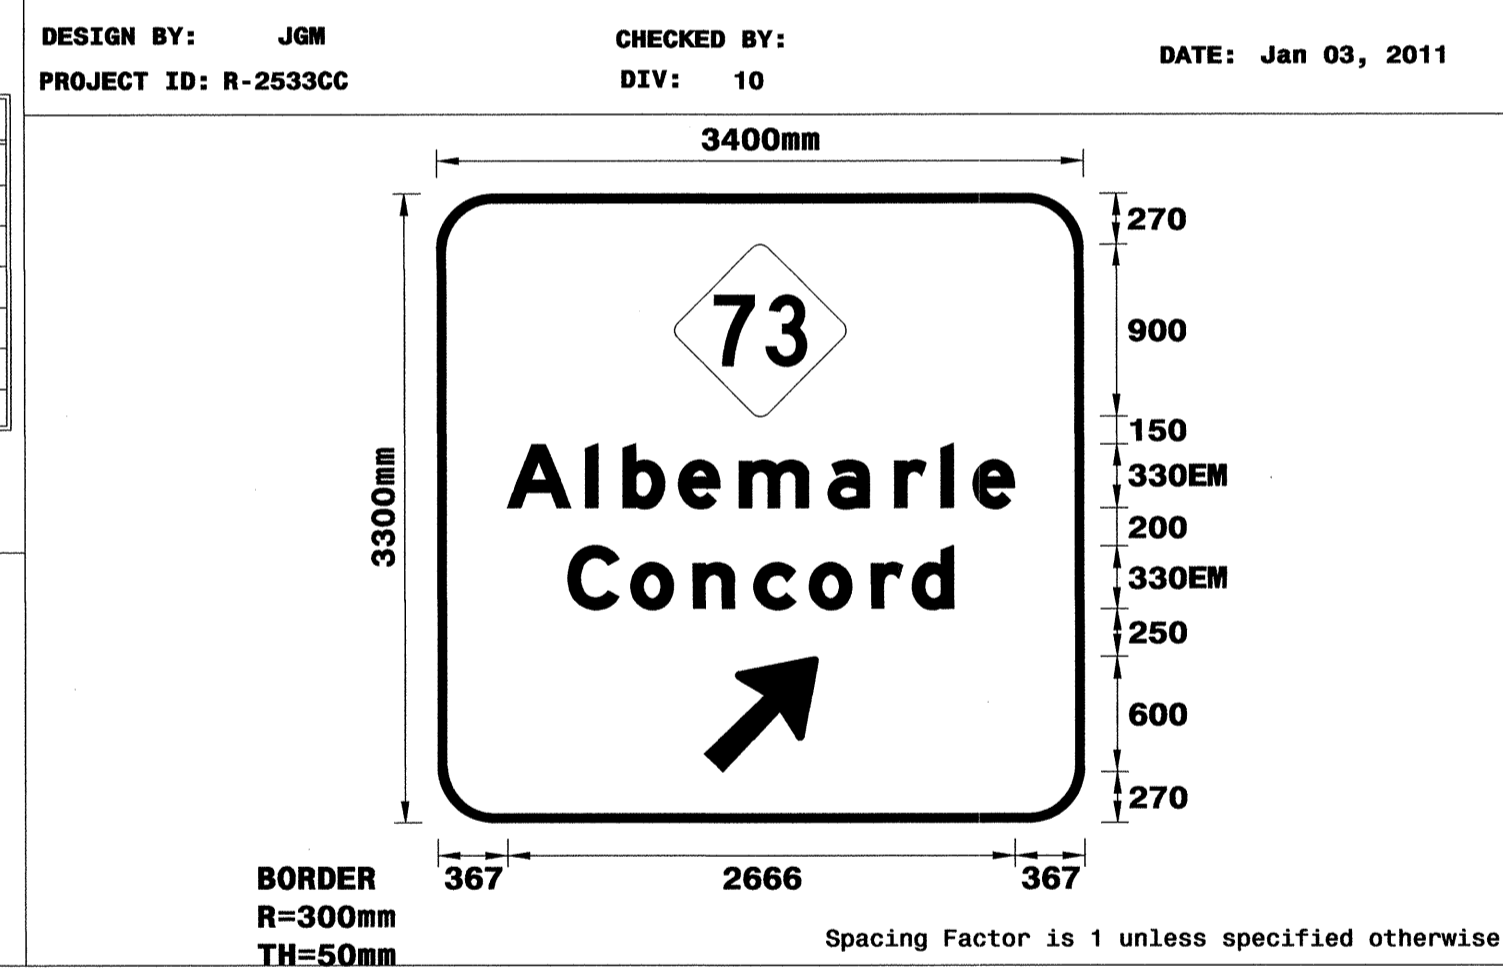 DESIGN BY: JGM
CHECKED BY:
DATE: Jan 03, 2011
PROJECT ID: R-2533CC
DIV: 10
3400mm
270
900
73
150
Albemarle
330EM
3300mm
200
Concord
330EM
250
600
270
367
2666
367
BORDER
R=300mm
TH=50mm
Spacing Factor is 1 unless specified otherwise